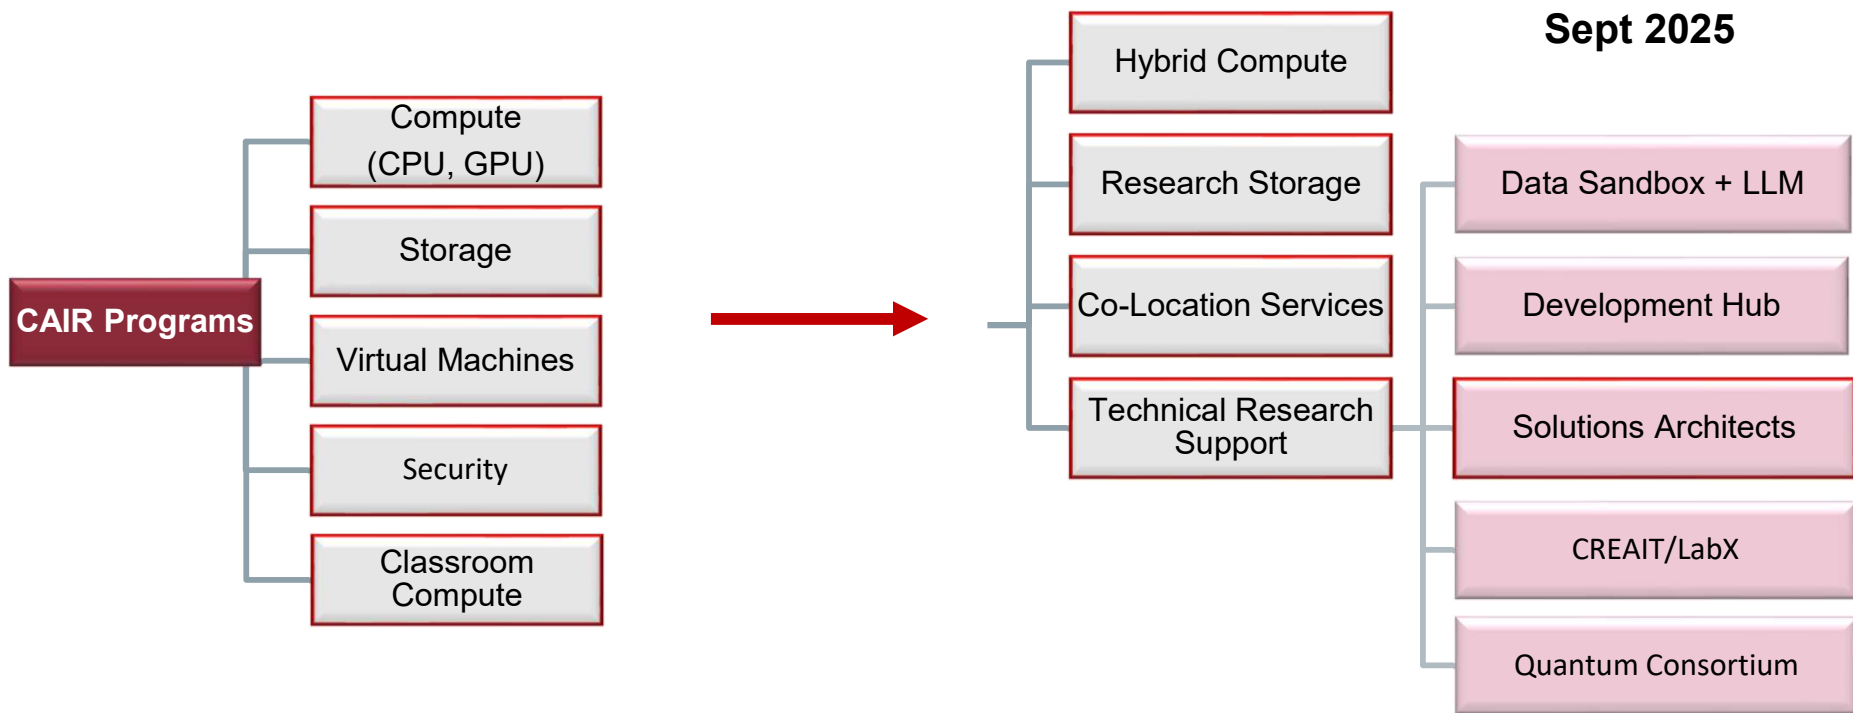 Sept 2025
CAIR Programs
Compute
(CPU, GPU)
Storage
Virtual Machines
Security
Classroom
Compute
Hybrid Compute
Research Storage
Co-Location Services
Technical Research
Support
Data Sandbox + LLM
Development Hub
Solutions Architects
CREAIT/LabX
Quantum Consortium